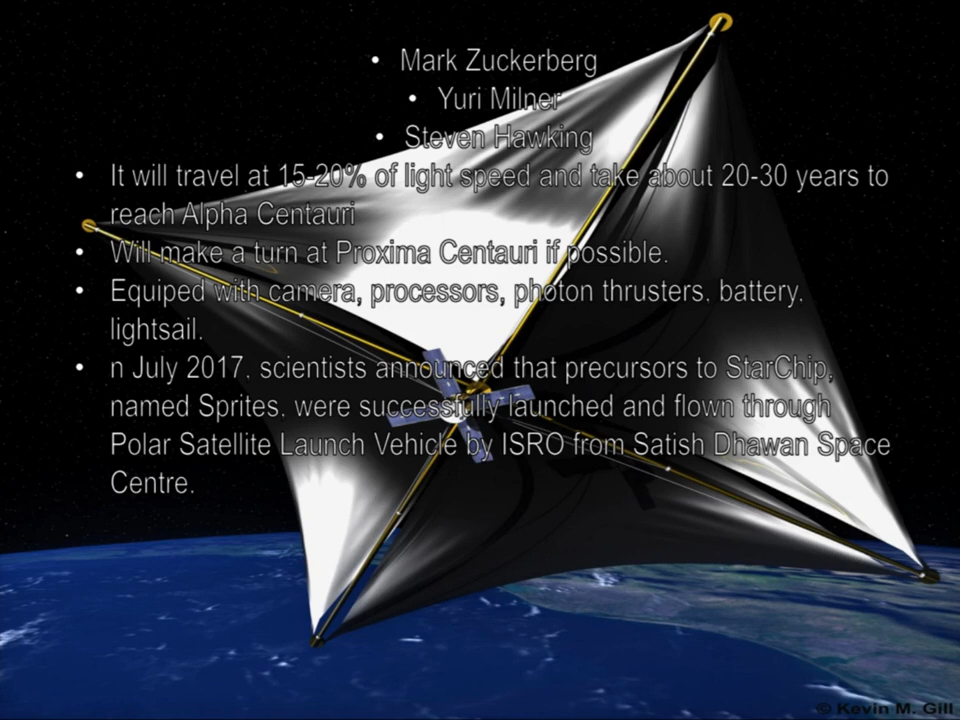 • Mark Zuckerberg
• Yuri Milner
• Steven Hawking
• It will travel at 15-20% of light speed and take about 20-30 years to
reach Alpha Centauri
• Will make a turn at Proxima Centauri if possible.
• Equiped with camera, processors, photon thrusters, battery,
lightsail.
• n July 2017, scientists announced that precursors to StarChip,
named Sprites, were successfully launched and flown through
Polar Satellite Launch Vehicle by ISRO from Satish Dhawan Space
Centre.
© Kevin M. Gill